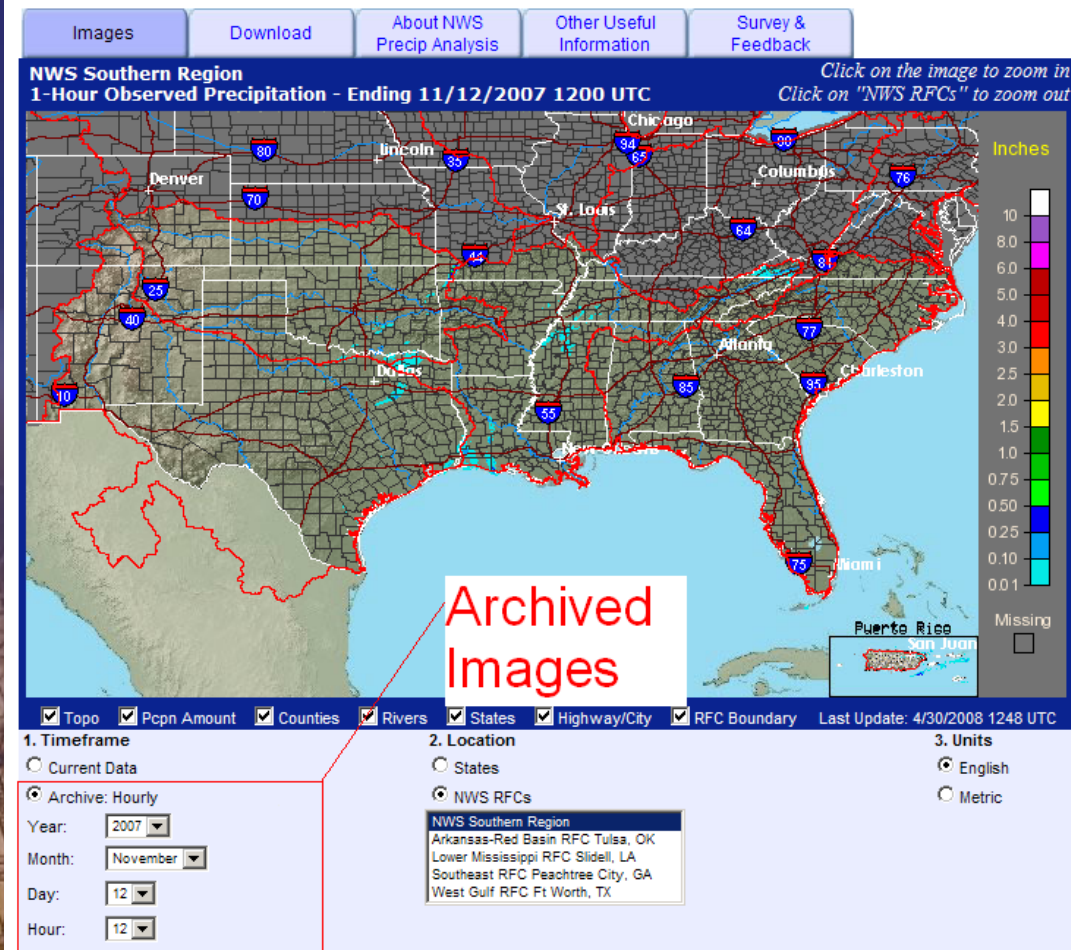 Images
Download
About NWS
Precip Analysis
Other Useful
Information
Survey &
Feedback
NWS Southern Region
1-Hour Observed Precipitation - Ending 11/12/2007 1200 UTC
Click on the image to zoom in
Click on "NWS RFCs" to zoom out
Chicago
94
65
80
80
Lincoln
35
Columbus
76
Denver
70
St. Louis
64
44
81
25
40
77
Atlanta
Dallas
85
95
Charleston
10
55
75
Miami
Puerto Rico
San Juan
Inches
10
8.0
6.0
5.0
4.0
3.0
2.5
2.0
1.5
1.0
0.75
0.50
0.25
0.10
0.01
Missing
Archived
Images
Topo
Pcpn Amount
Counties
Rivers
States
Highway/City
RFC Boundary
Last Update: 4/30/2008 1248 UTC
1. Timeframe
Current Data
Archive: Hourly
Year: 2007
Month: November
Day: 12
Hour: 12
2. Location
States
NWS RFCs
NWS Southern Region
Arkansas-Red Basin RFC Tulsa, OK
Lower Mississippi RFC Slidell, LA
Southeast RFC Peachtree City, GA
West Gulf RFC Ft Worth, TX
3. Units
English
Metric